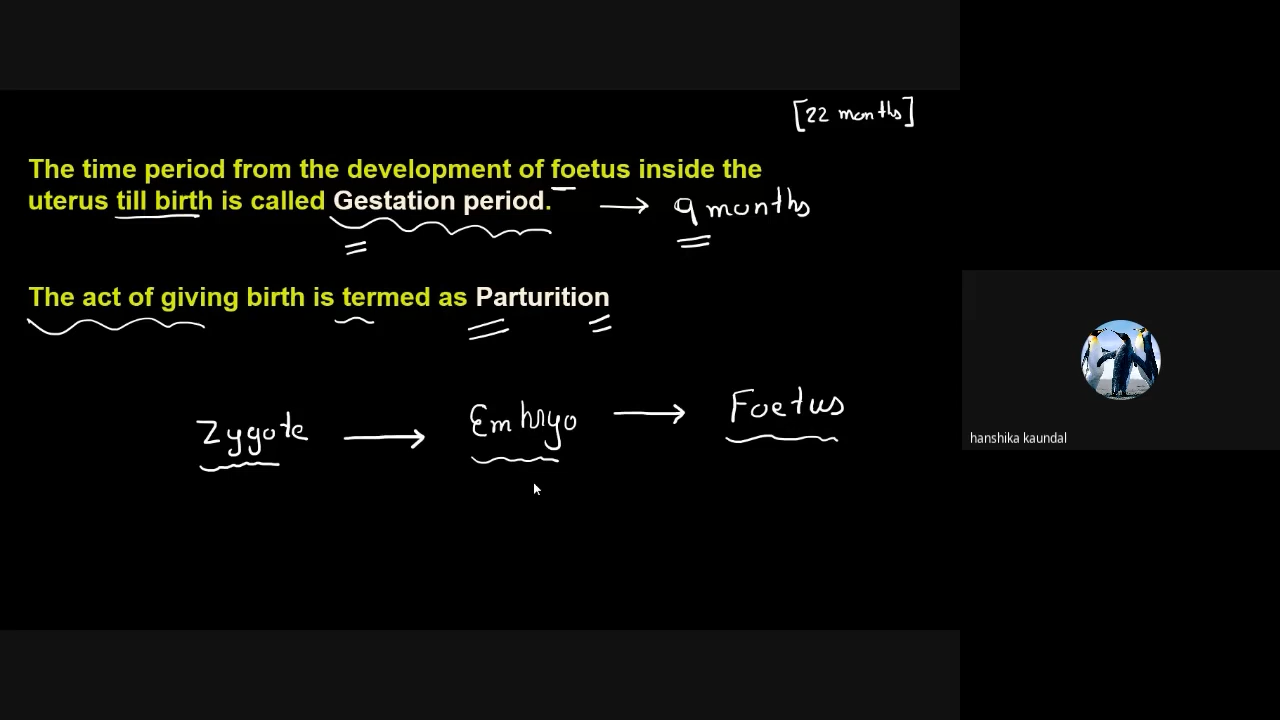 [22 months]
The time period from the development of foetus inside the
uterus till birth is called Gestation period. → 9 months
The act of giving birth is termed as Parturition
Zygote → Embryo → Foetus
hanshika kaundal